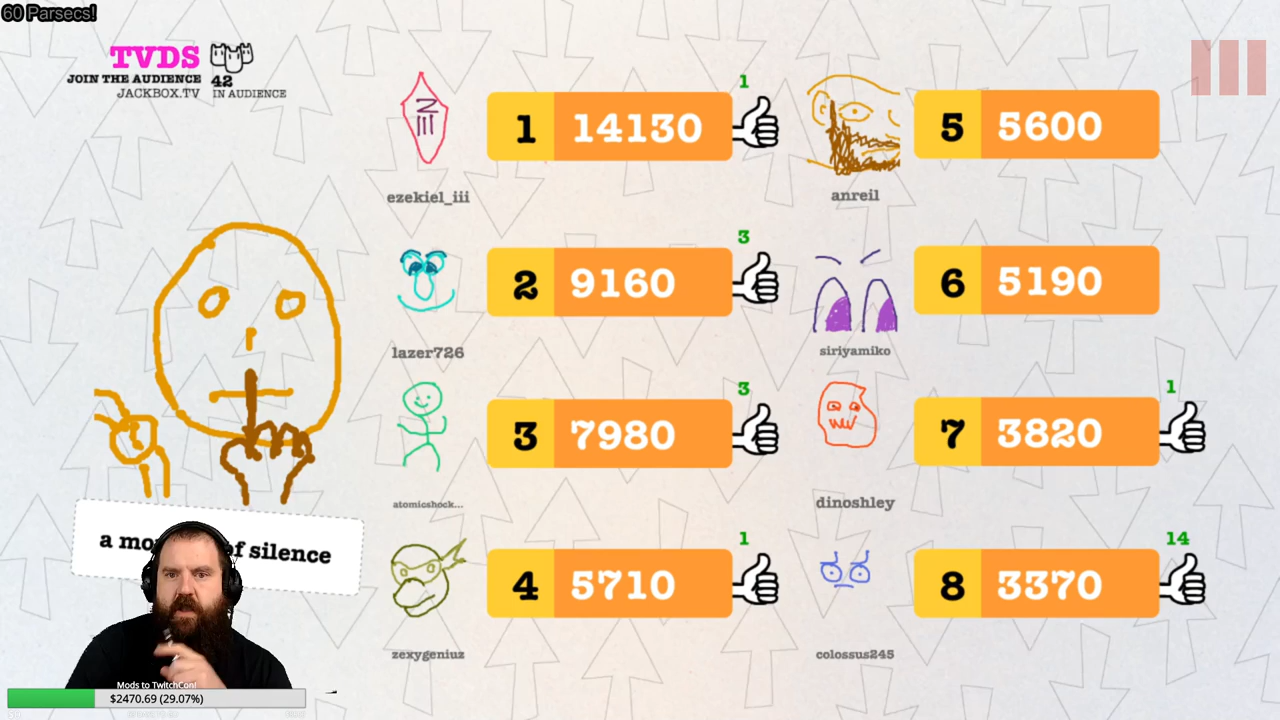 60 Parsecs!
TVDS
JOIN THE AUDIENCE
JACKBOX.TV
42
IN AUDIENCE
1 14130
1
ezekiel_iii
2 9160
3
lazer726
3 7980
3
atomicshock...
4 5710
1
zexygeniuz
5 5600
anreil
6 5190
siriyamiko
7 3820
1
dinoshley
8 3370
14
colossus245
a mo of silence
Mods to TwitchCon!
$2470.69 (29.07%)